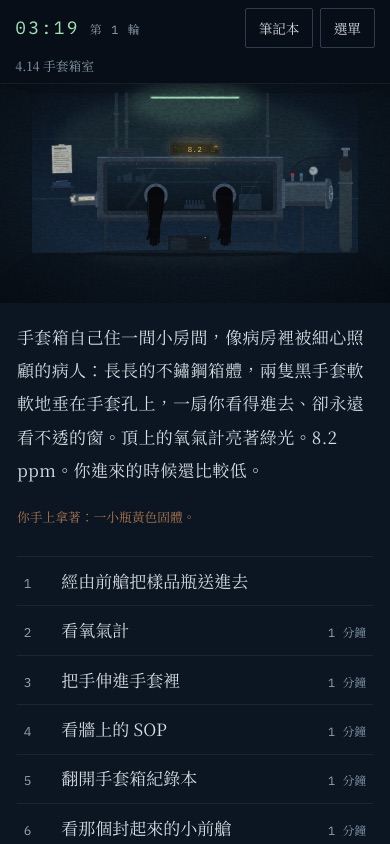 03:19 第 1 輪 筆記本 選單
4.14 手套箱室
8.2
手套箱自己住一間小房間，像病房裡被細心照
顧的病人：長長的不鏽鋼箱體，兩隻黑手套軟
軟地垂在手套孔上，一扇你看得進去、卻永遠
看不透的窗。頂上的氧氣計亮著綠光。8.2
ppm。你進來的時候還比較低。
你手上拿著：一小瓶黃色固體。
1 經由前艙把樣品瓶送進去
2 看氧氣計 1 分鐘
3 把手伸進手套裡 1 分鐘
4 看牆上的 SOP 1 分鐘
5 翻開手套箱紀錄本 1 分鐘
6 看那個封起來的小前艙 1 分鐘